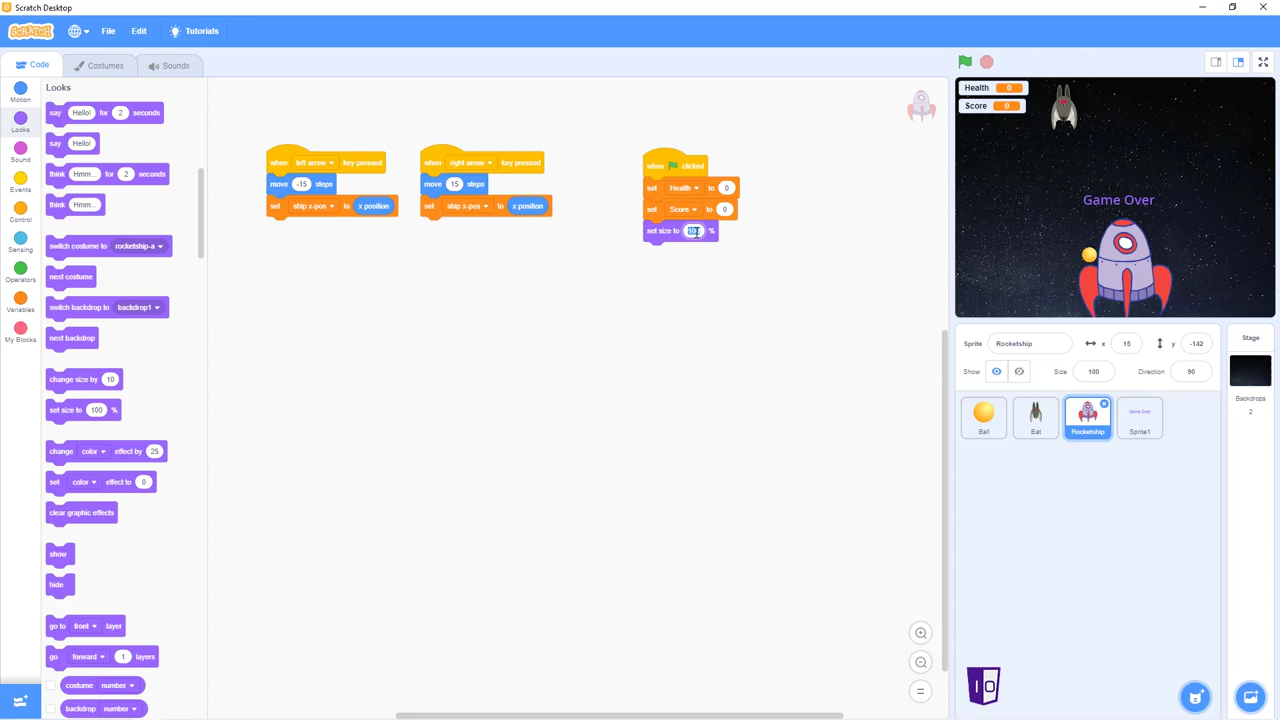 Scratch Desktop
SCRATCH
File
Edit
Tutorials
Code
Costumes
Sounds
Motion
Looks
Sound
Events
Control
Sensing
Operators
Variables
My Blocks
Looks
say Hello! for 2 seconds
say Hello!
think Hmm... for 2 seconds
think Hmm...
switch costume to rocketship-a
next costume
switch backdrop to backdrop1
next backdrop
change size by 10
set size to 100 %
change color effect by 25
set color effect to 0
clear graphic effects
show
hide
go to front layer
go forward 1 layers
costume number
backdrop number
when left arrow key pressed
move -15 steps
set ship x-pos to x position
when right arrow key pressed
move 15 steps
set ship x-pos to x position
when clicked
set Health to 0
set Score to 0
set size to %
Health 0
Score 0
Game Over
Sprite Rocketship x 15 y -142
Show Size 100 Direction 90
Ball
Bat
Rocketship
Game Over
Sprite1
Stage
Backdrops
2